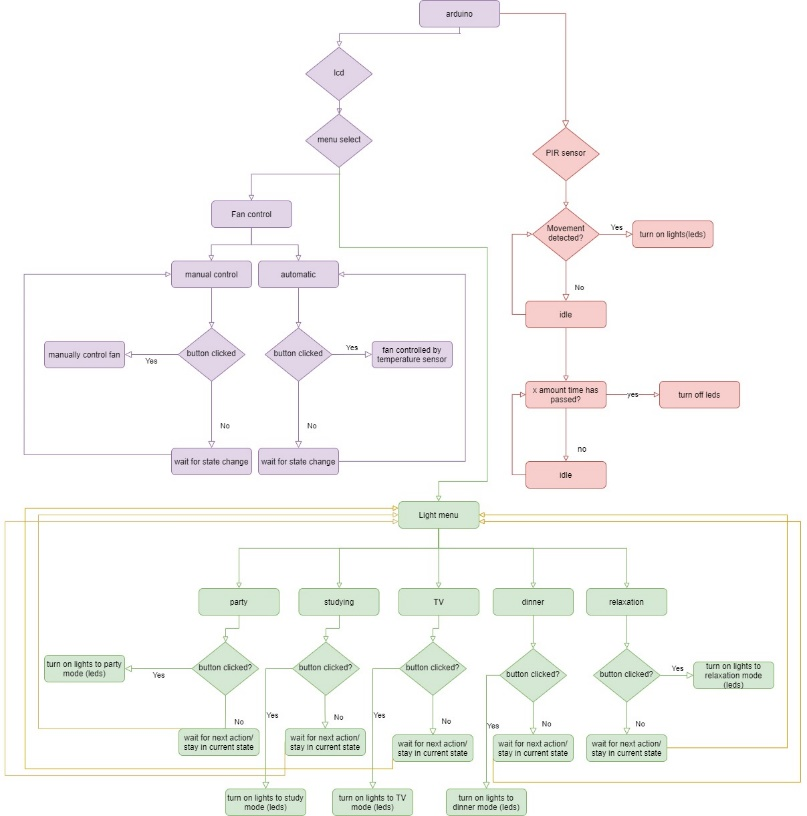 arduino
lcd
menu select
PIR sensor
Fan control
Movement
detected?
Yes
turn on lights(leds)
No
idle
manual control
automatic
button clicked
button clicked
manually control fan
Yes
Yes
fan controlled by
temperature sensor
x amount time has
passed?
yes
turn off leds
No
No
no
wait for state change
wait for state change
idle
Light menu
party
studying
TV
dinner
relaxation
turn on lights to party
mode (leds)
Yes
button clicked?
button clicked?
button clicked?
button clicked?
button clicked?
Yes
turn on lights to
relaxation mode
(leds)
No
Yes
No
Yes
No
Yes
No
No
wait for next action/
stay in current state
wait for next action/
stay in current state
wait for next action/
stay in current state
wait for next action/
stay in current state
wait for next action/
stay in current state
turn on lights to study
mode (leds)
turn on lights to TV
mode (leds)
turn on lights to
dinner mode (leds)